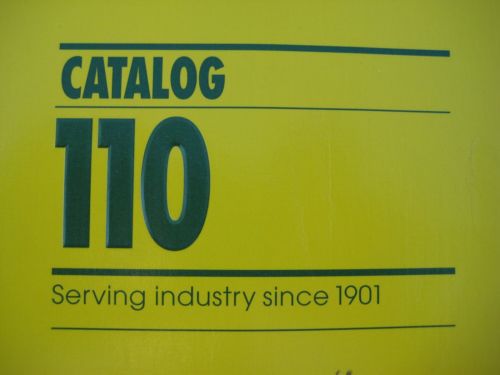 CATALOG
110
Serving industry since 1901